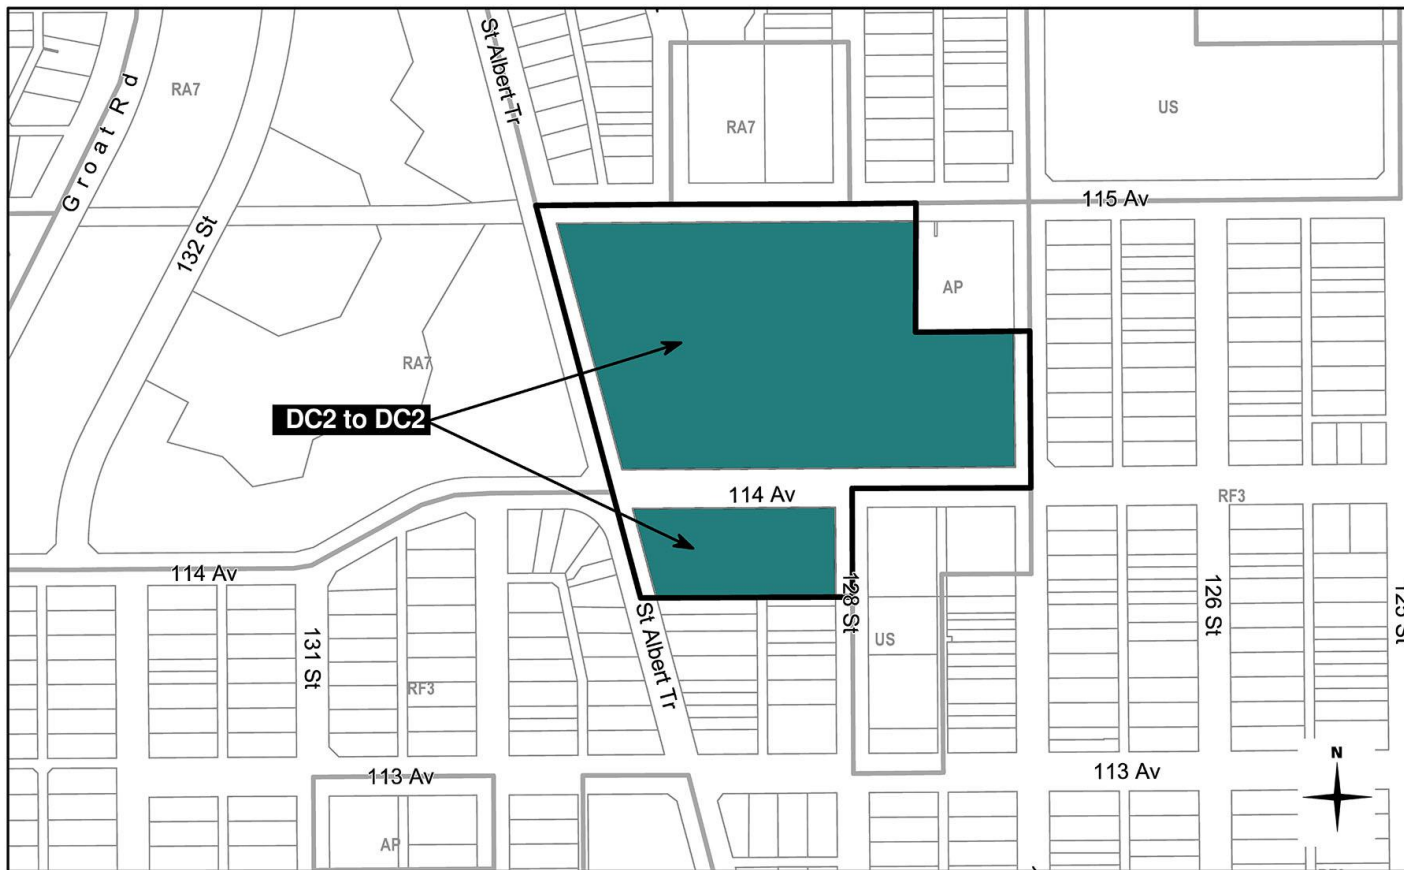 St Albert Tr
RA7
Groat Rd
RA7
US
115 Av
132 St
AP
RA7
DC2 to DC2
114 Av
RF3
114 Av
128 St
126 St
131 St
US
St Albert Tr
RF3
N
113 Av
113 Av
AP